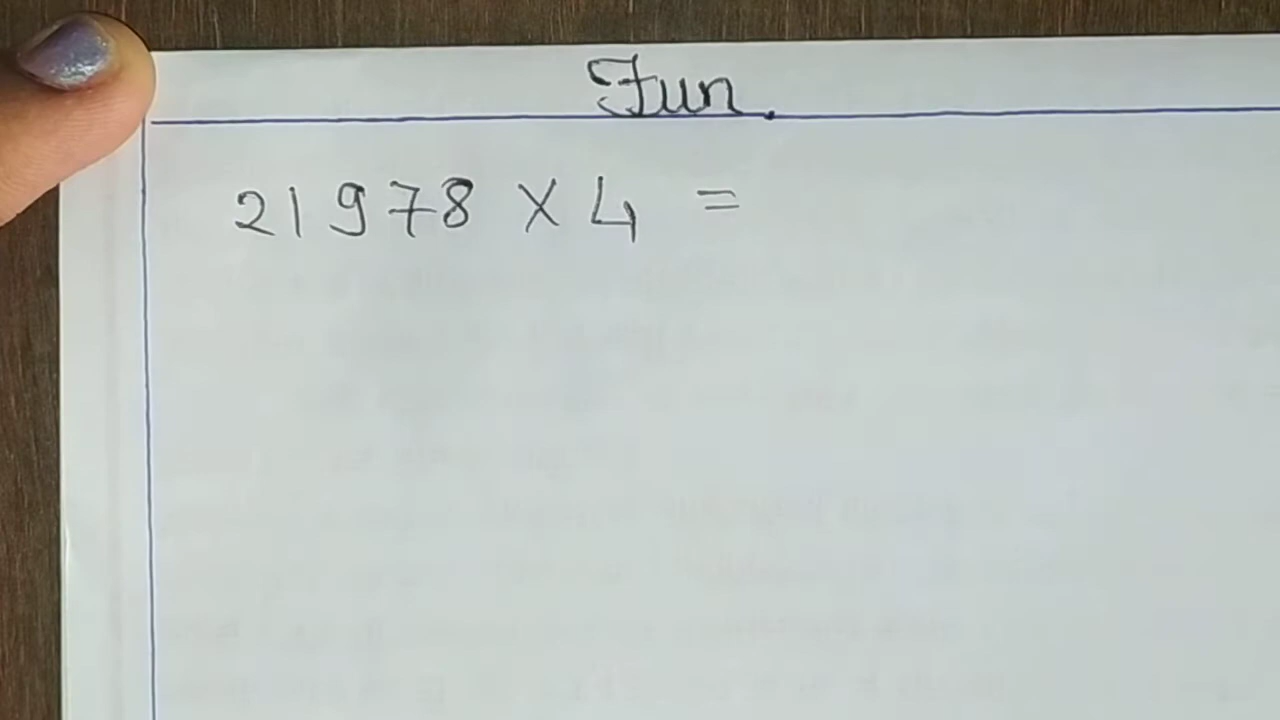 Fun.
21978 × 4 =